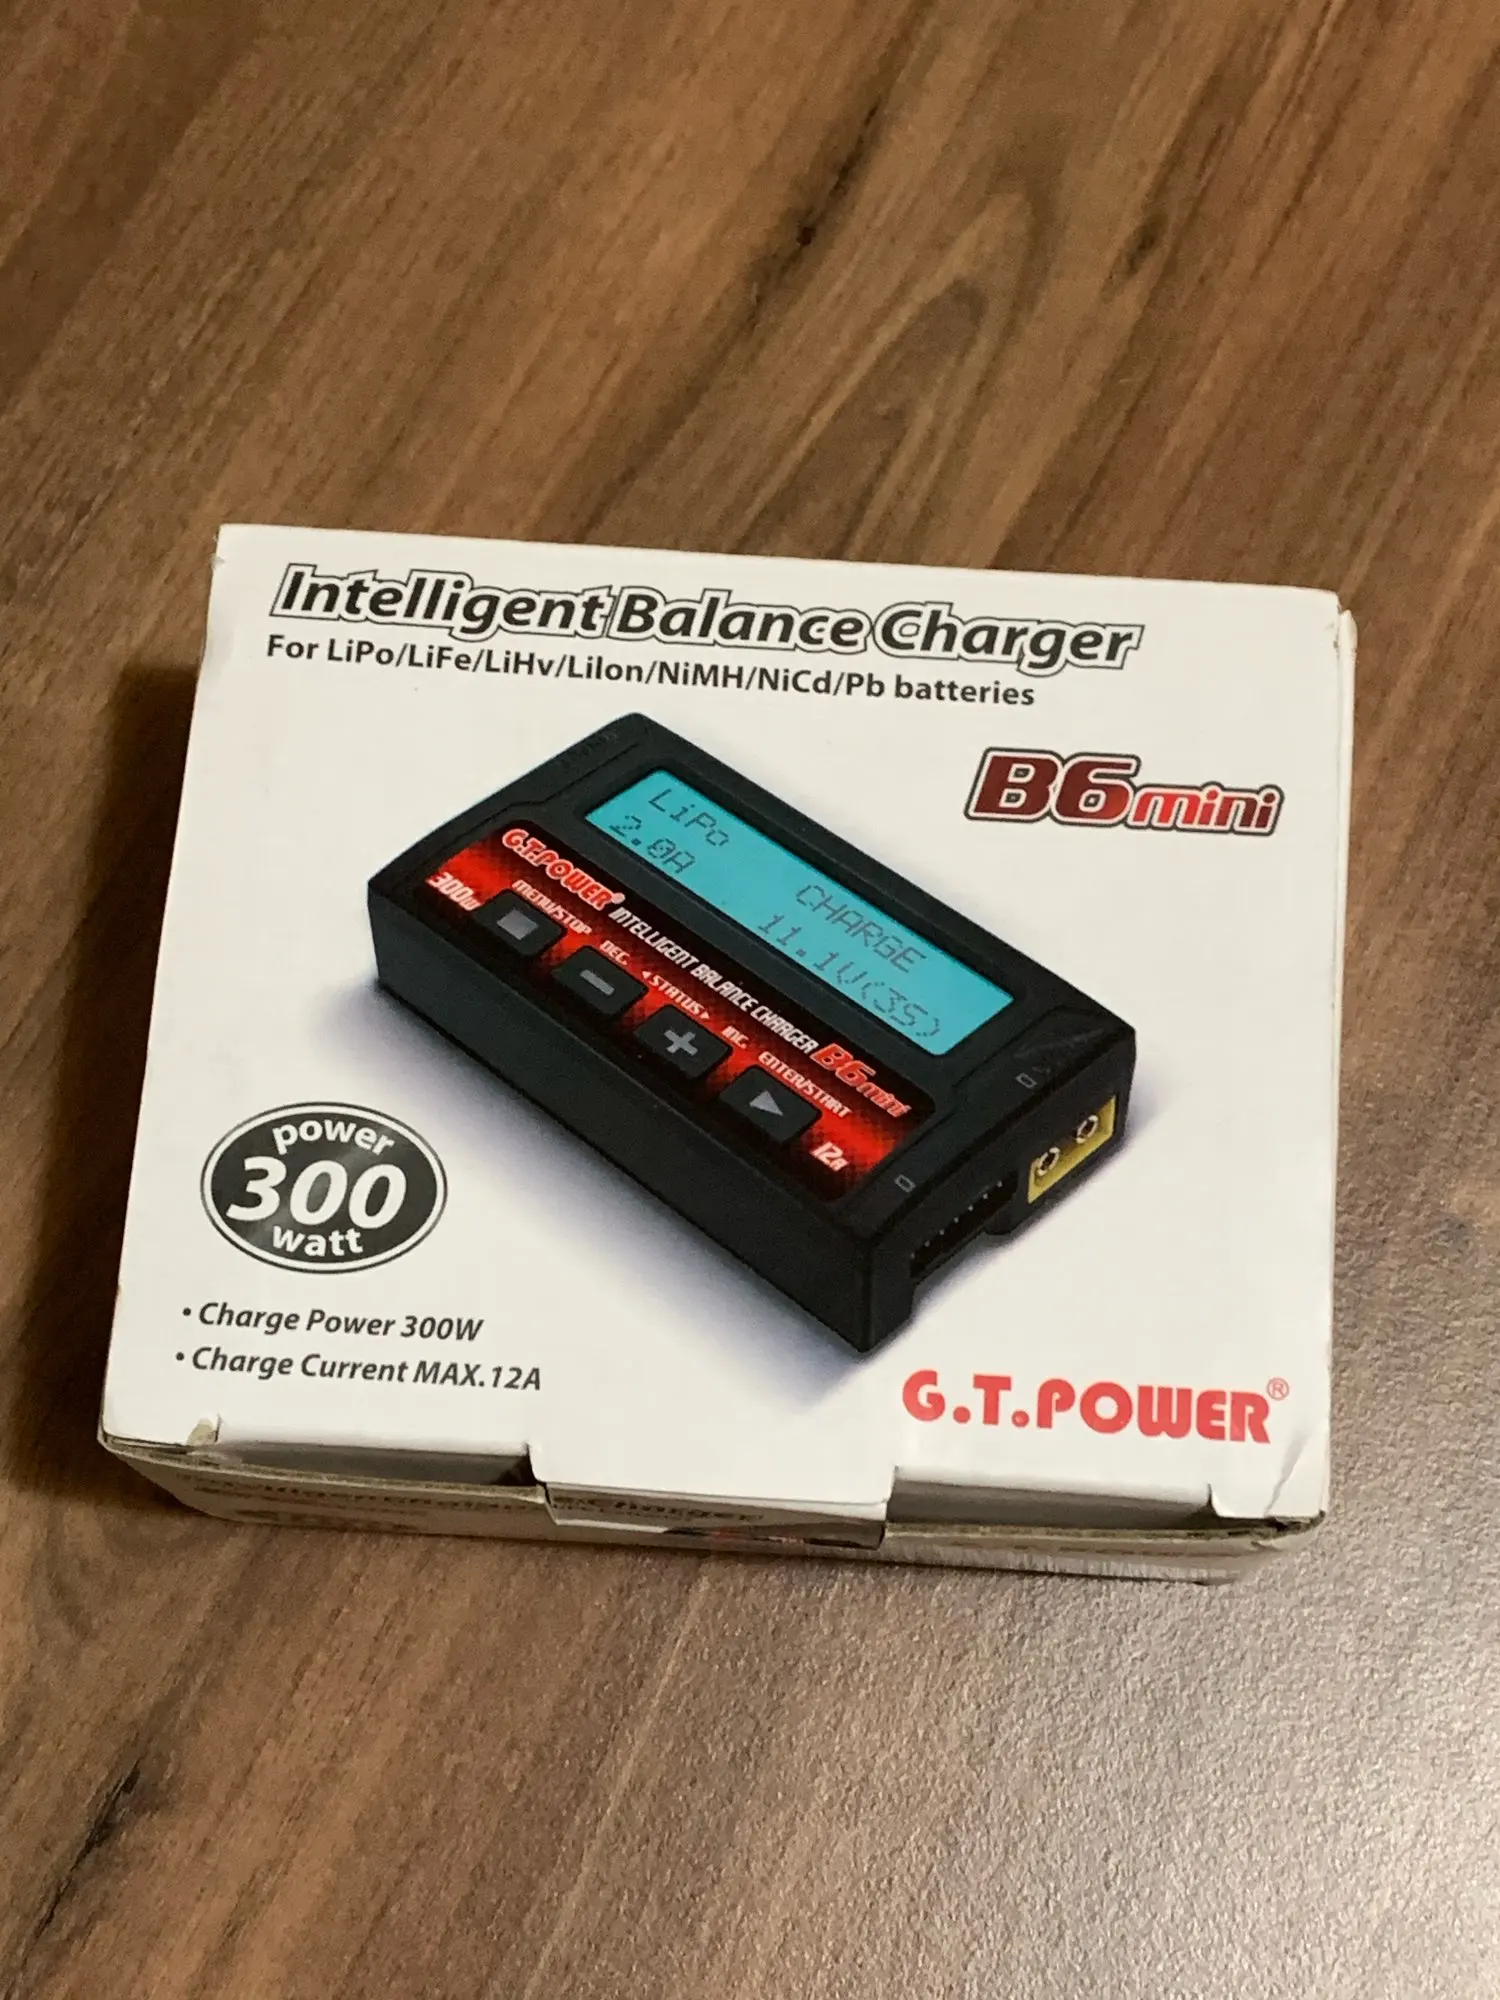 Intelligent Balance Charger
For LiPo/LiFe/LiHv/LiIon/NiMH/NiCd/Pb batteries
B6mini
LiPo CHARGE
2.0A 11.1V(3S)
G.T.POWER® INTELLIGENT BALANCE CHARGER B6mini
300W
MENU/STOP
DEC.
◄STATUS►
INC.
ENTER/START
12A
power
300
watt
• Charge Power 300W
• Charge Current MAX.12A
G.T.POWER®
Charger